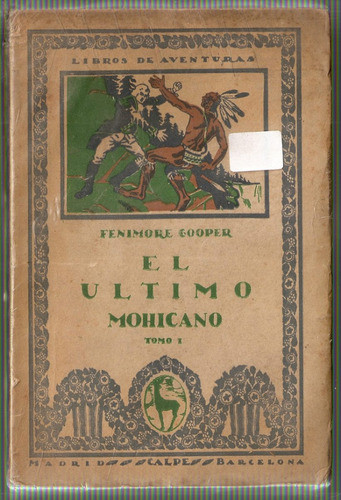 LIBROS DE AVENTURAS
FENIMORE COOPER
EL
ULTIMO
MOHICANO
TOMO I
MADRID CALPE BARCELONA